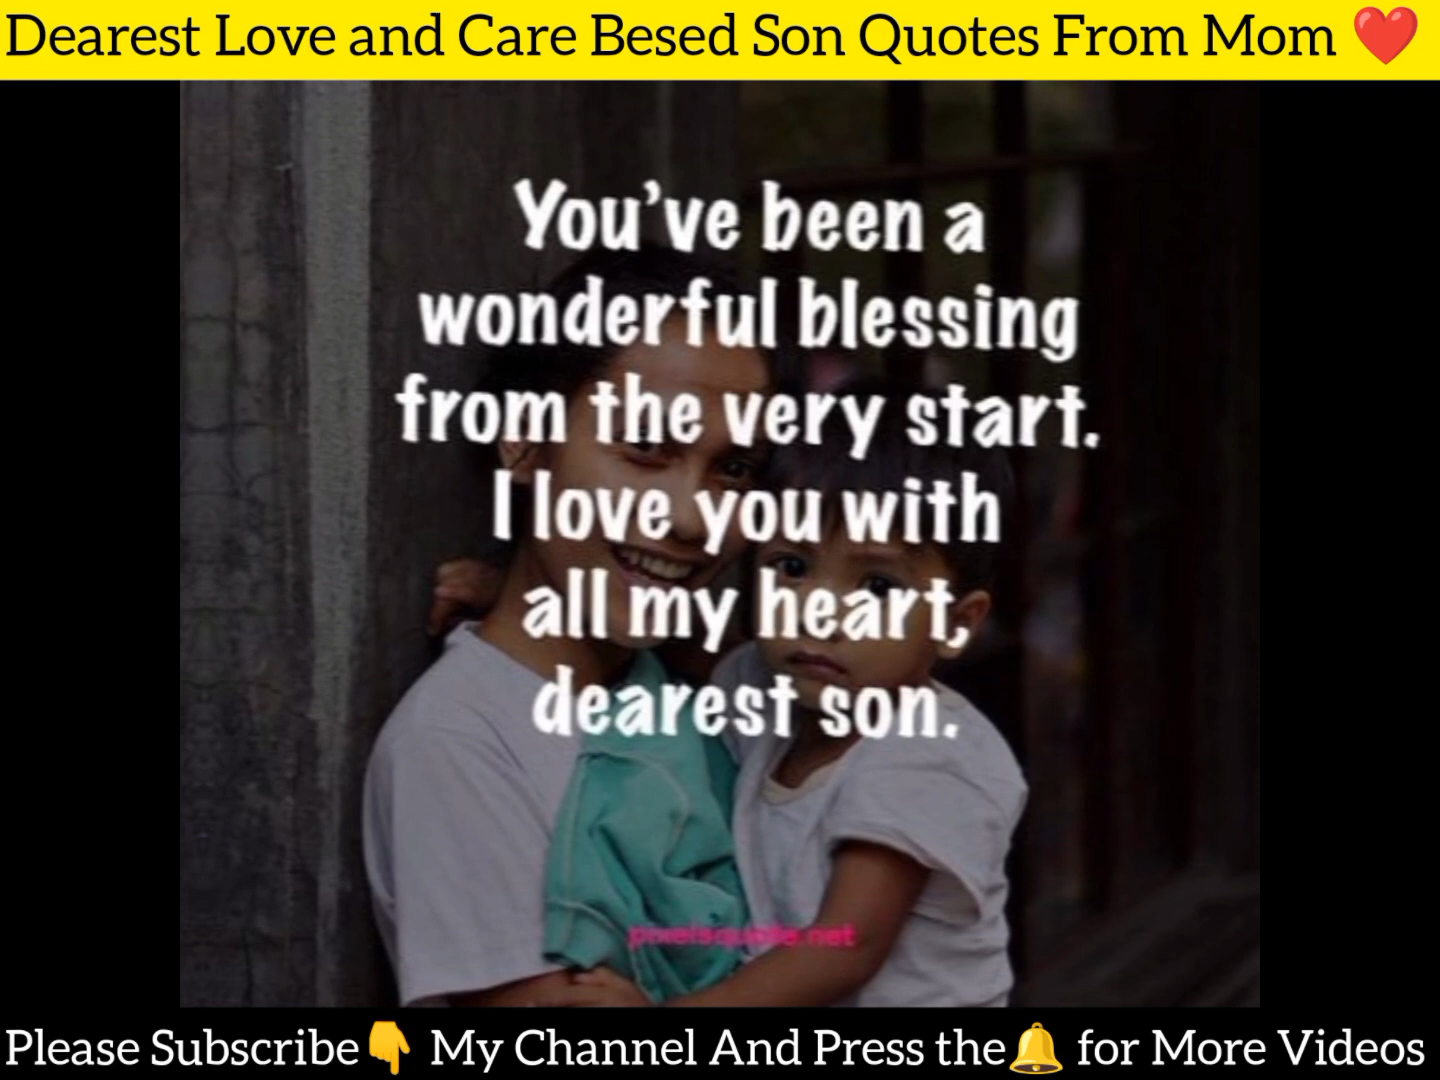 Dearest Love and Care Besed Son Quotes From Mom ❤️
You’ve been a
wonderful blessing
from the very start.
I love you with
all my heart,
dearest son.
pixelsquote.net
Please Subscribe👇 My Channel And Press the🔔 for More Videos